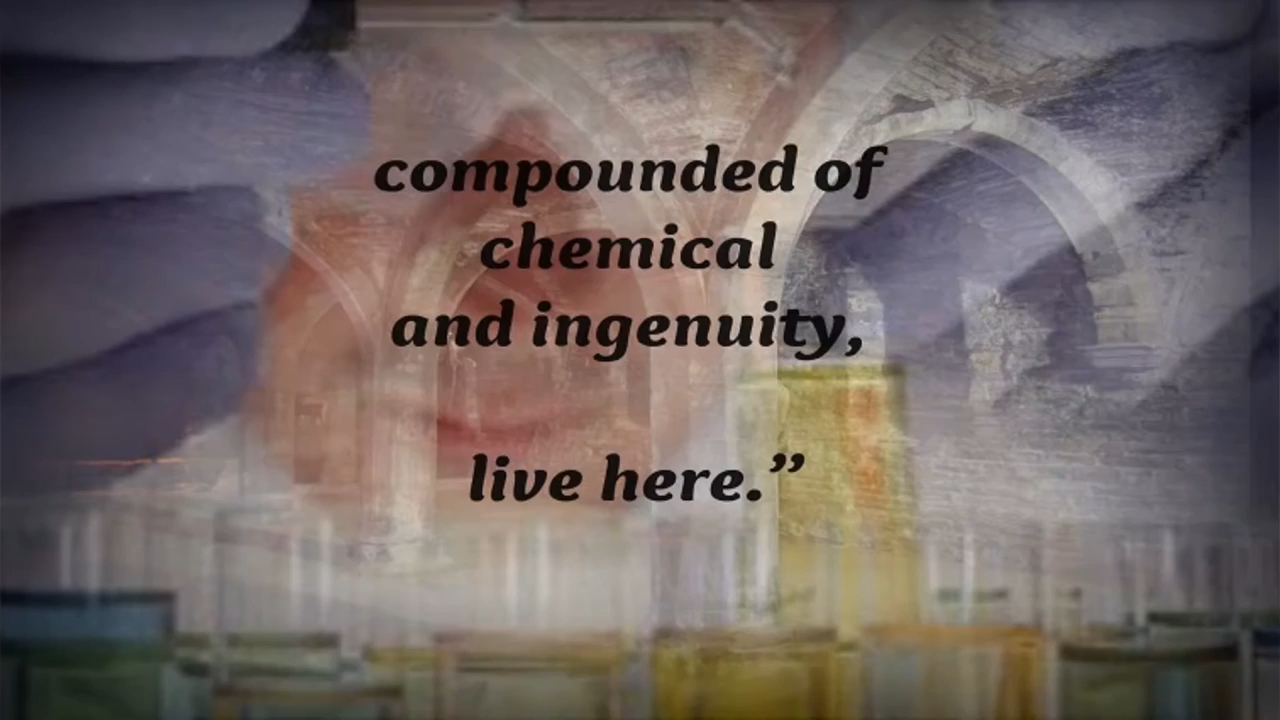 compounded of
chemical
and ingenuity,
live here.”